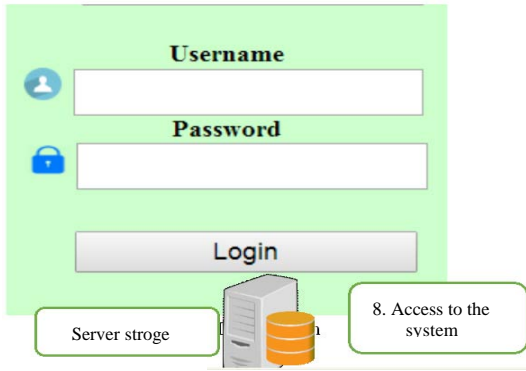 Username
Password
Login
Server stroge
8. Access to the
system